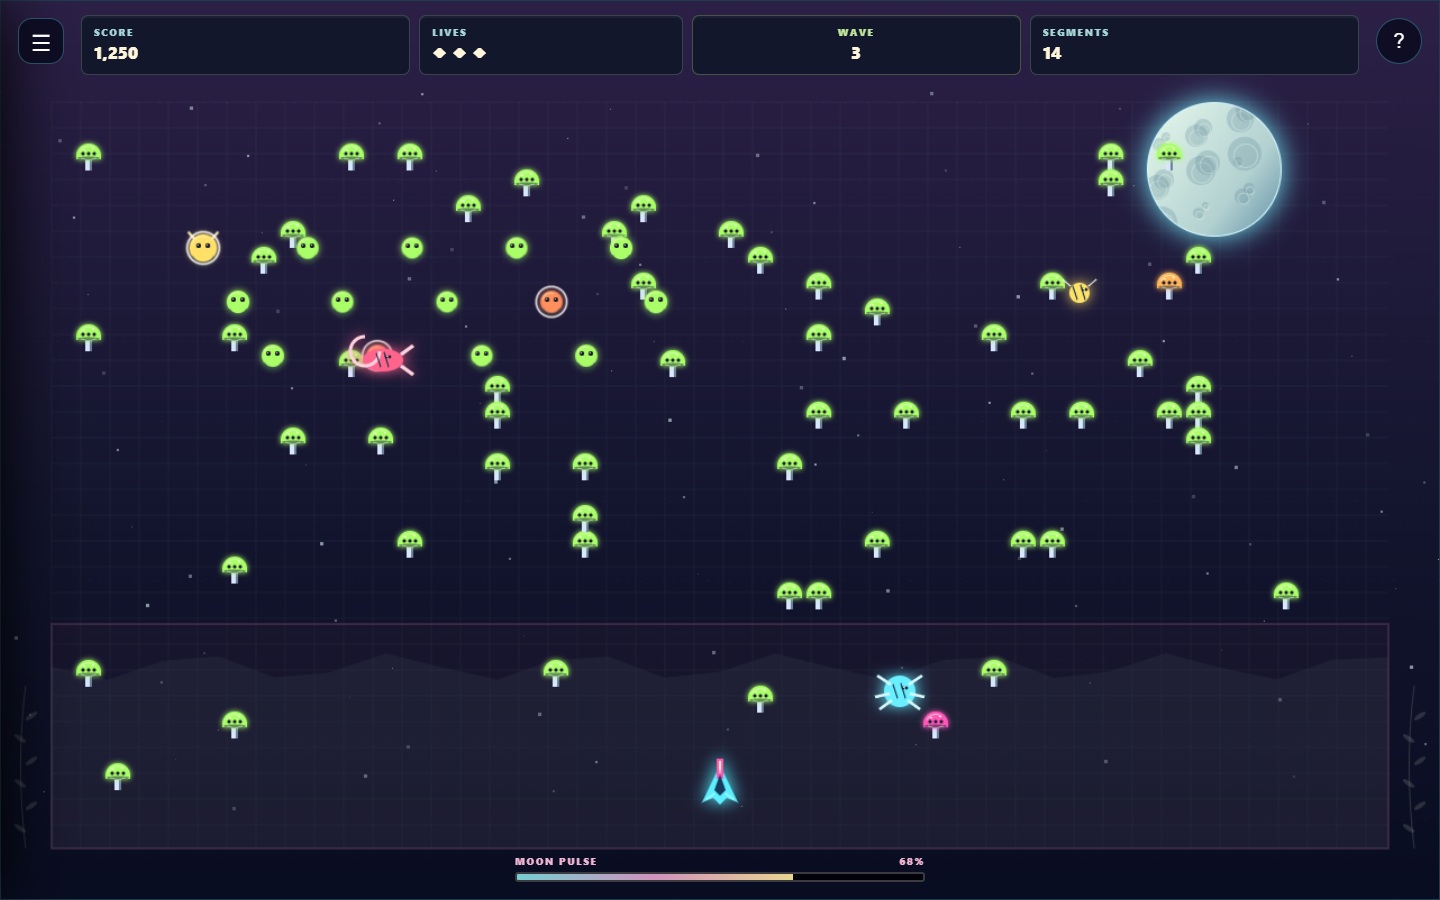 ☰
SCORE
1,250
LIVES
WAVE
3
SEGMENTS
14
?
MOON PULSE
68%